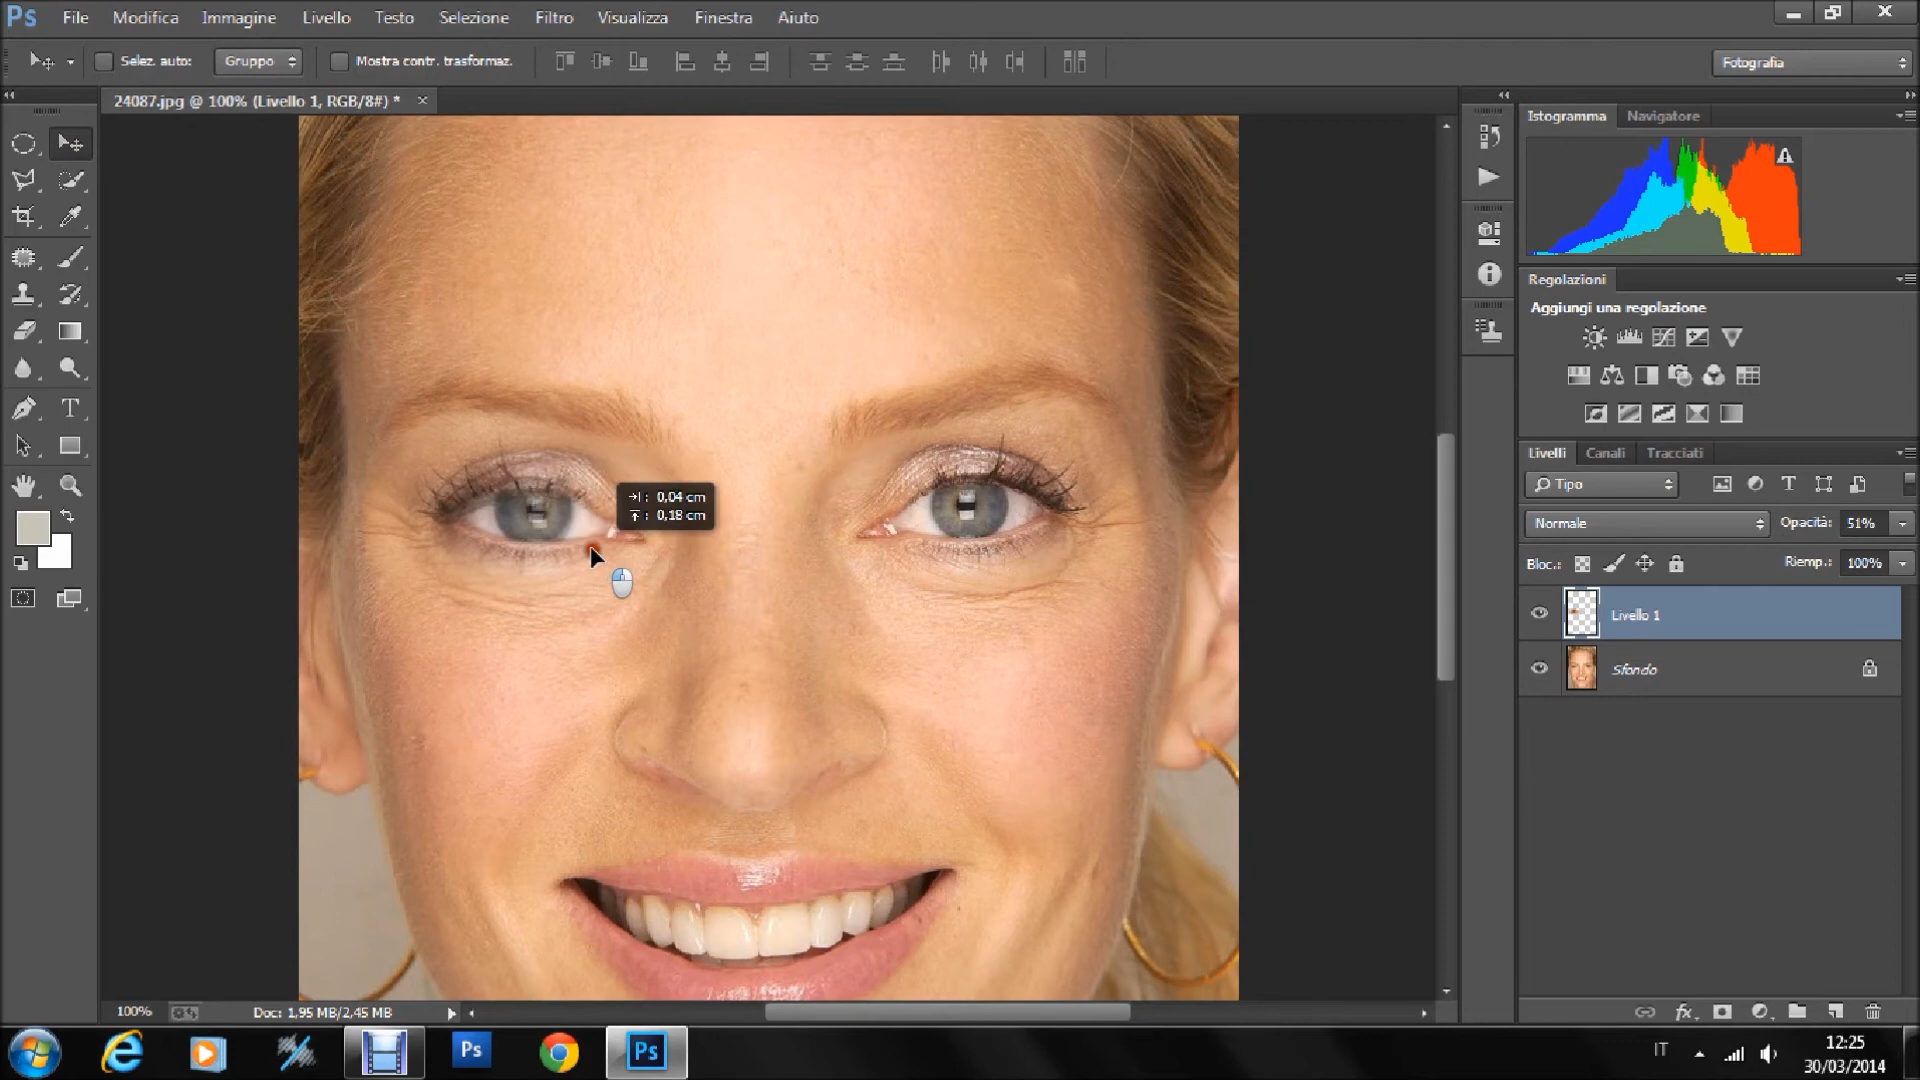 Ps File Modifica Immagine Livello Testo Selezione Filtro Visualizza Finestra Aiuto
Selez. auto: Gruppo Mostra contr. trasformaz. Fotografia
24087.jpg @ 100% (Livello 1, RGB/8#) *
Istogramma Navigatore
Regolazioni
Aggiungi una regolazione
Livelli Canali Tracciati
Tipo
Normale Opacità: 51%
Bloc.: Riemp.: 100%
Livello 1
Sfondo
T
: 0,04 cm
: 0,18 cm
100% Doc: 1,95 MB/2,45 MB
Ps Ps IT 12:25
30/03/2014